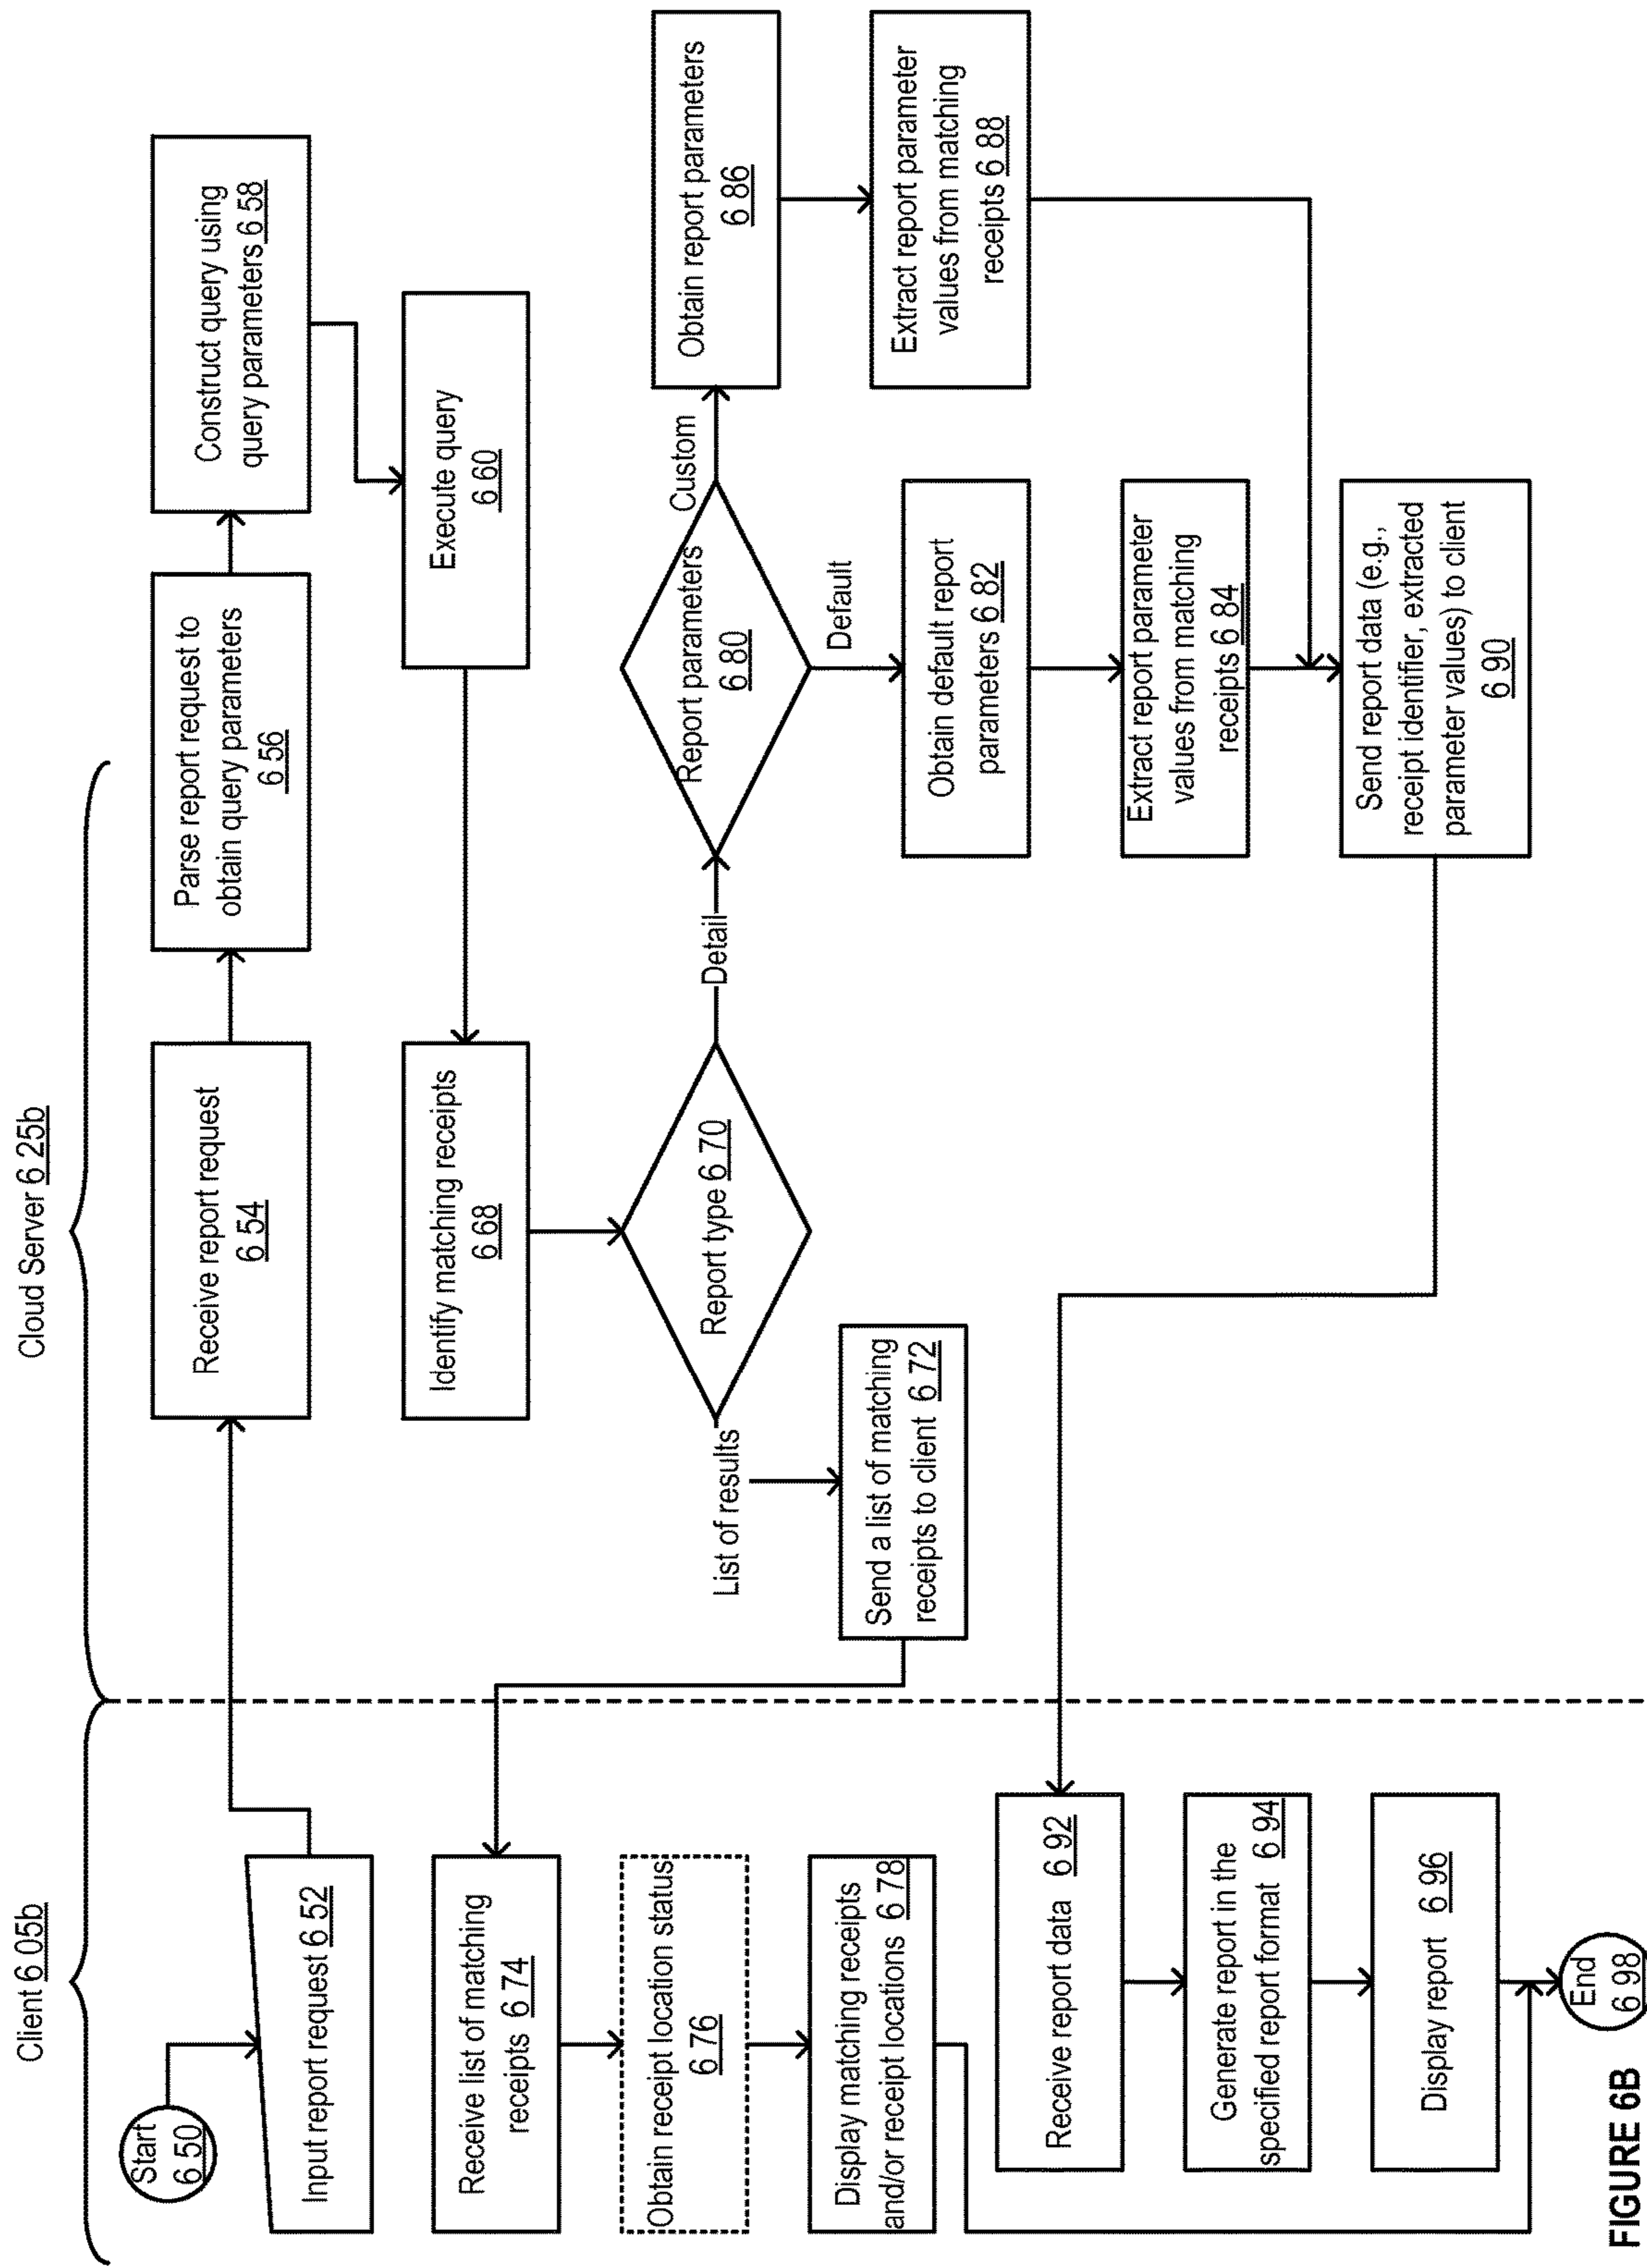 Client 6 05b
Cloud Server 6 25b
Start
6 50
Input report request 6 52
Receive report request
6 54
Parse report request to
obtain query parameters
6 56
Construct query using
query parameters 6 58
Execute query
6 60
Identify matching receipts
6 68
Report type 6 70
List of results
Detail
Send a list of matching
receipts to client 6 72
Receive list of matching
receipts 6 74
Obtain receipt location status
6 76
Display matching receipts
and/or receipt locations 6 78
Report parameters
6 80
Custom
Default
Obtain default report
parameters 6 82
Extract report parameter
values from matching
receipts 6 84
Obtain report parameters
6 86
Extract report parameter
values from matching
receipts 6 88
Send report data (e.g.,
receipt identifier, extracted
parameter values) to client
6 90
Receive report data 6 92
Generate report in the
specified report format 6 94
Display report 6 96
End
6 98
FIGURE 6B